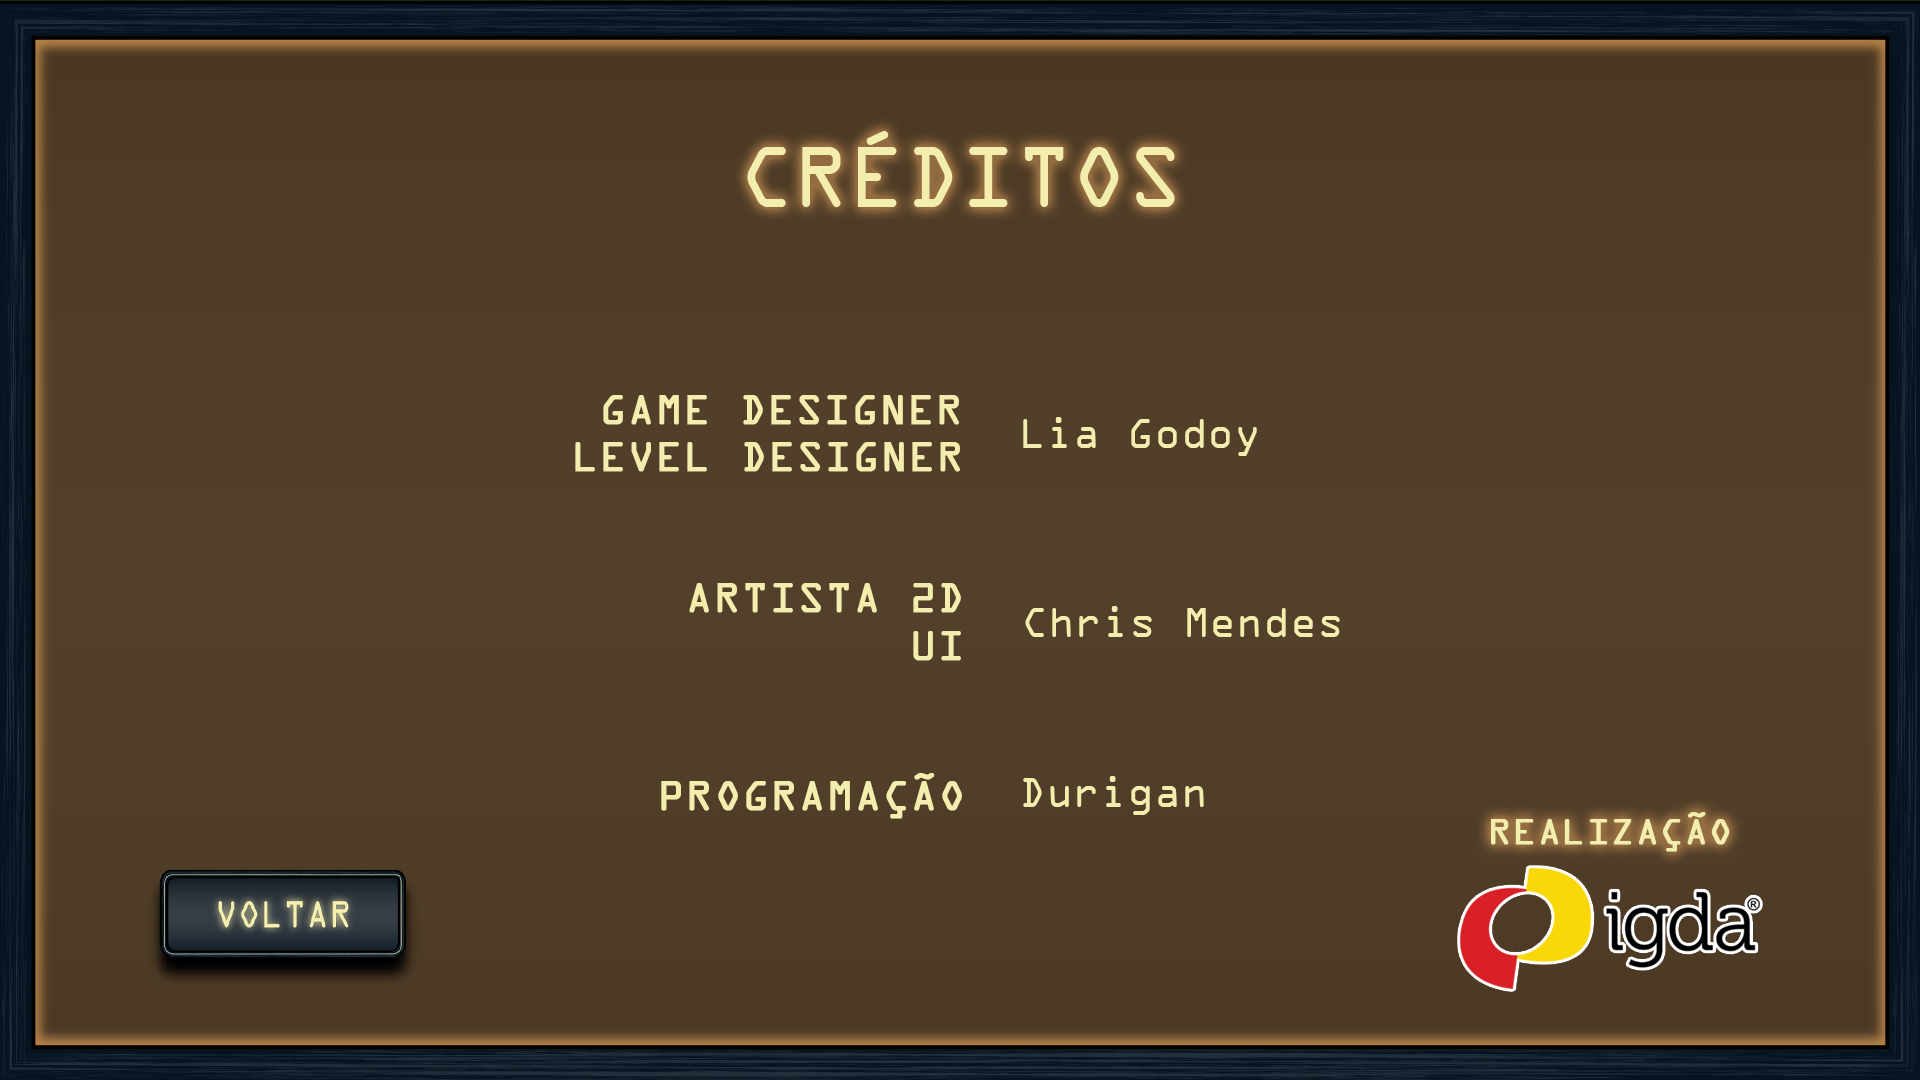 CRÉDITOS
GAME DESIGNER
LEVEL DESIGNER
Lia Godoy
ARTISTA 2D
UI
Chris Mendes
PROGRAMAÇÃO
Durigan
REALIZAÇÃO
igda®
VOLTAR